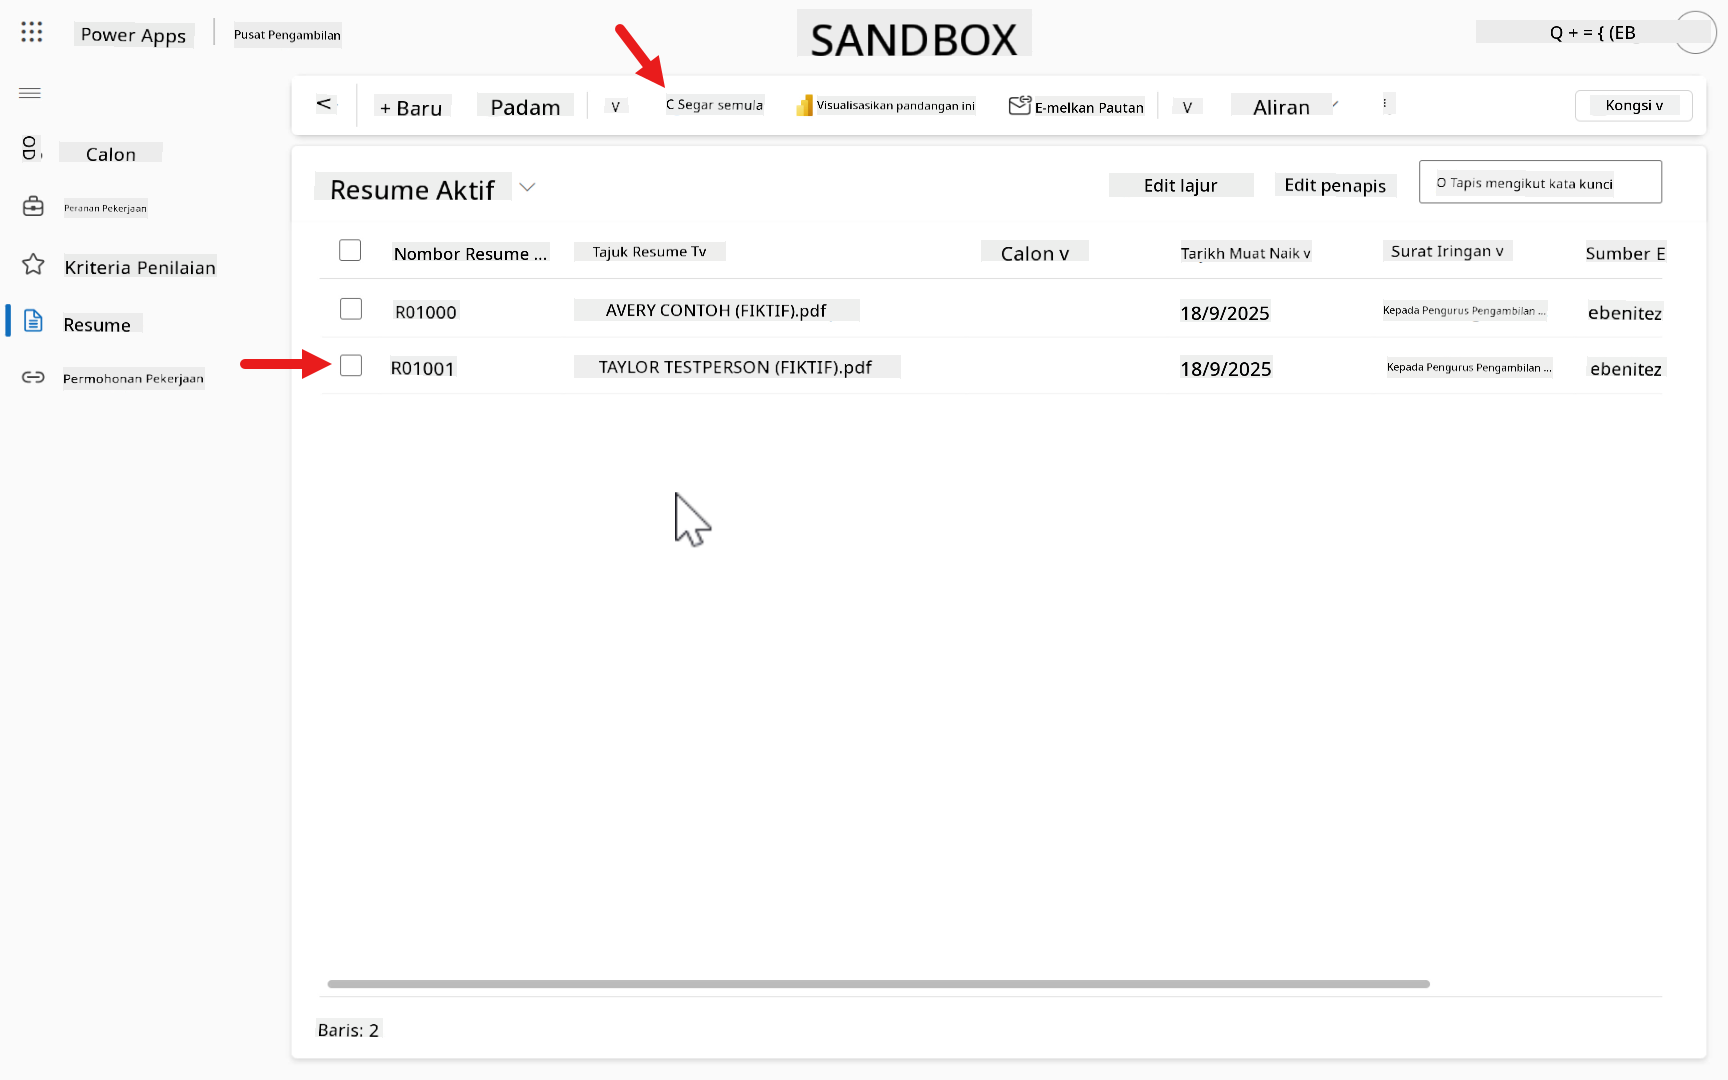 Power Apps
Pusat Pengambilan
SANDBOX
Q + = { (EB
<
+ Baru
Padam
V
C Segar semula
Visualisasikan pandangan ini
E-melkan Pautan
V
Aliran
Kongsi v
OD
Calon
Peranan Pekerjaan
Kriteria Penilaian
Resume
Permohonan Pekerjaan
Resume Aktif
Edit lajur
Edit penapis
O Tapis mengikut kata kunci
Nombor Resume ...
Tajuk Resume Tv
Calon v
Tarikh Muat Naik v
Surat Iringan v
Sumber E
R01000
AVERY CONTOH (FIKTIF).pdf
18/9/2025
Kepada Pengurus Pengambilan ...
ebenitez
R01001
TAYLOR TESTPERSON (FIKTIF).pdf
18/9/2025
Kepada Pengurus Pengambilan ...
ebenitez
Baris: 2